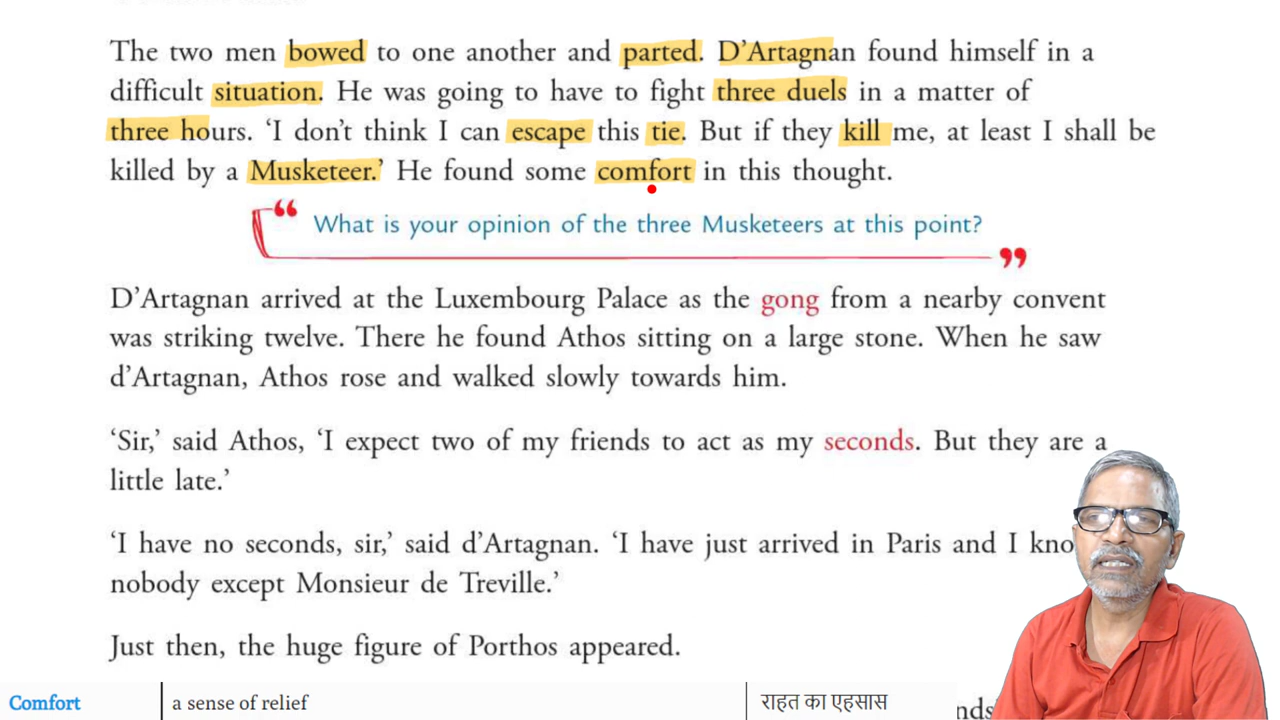 The two men bowed to one another and parted. D’Artagnan found himself in a
difficult situation. He was going to have to fight three duels in a matter of
three hours. ‘I don’t think I can escape this tie. But if they kill me, at least I shall be
killed by a Musketeer.’ He found some comfort in this thought.
“ What is your opinion of the three Musketeers at this point? ”
D’Artagnan arrived at the Luxembourg Palace as the gong from a nearby convent
was striking twelve. There he found Athos sitting on a large stone. When he saw
d’Artagnan, Athos rose and walked slowly towards him.
‘Sir,’ said Athos, ‘I expect two of my friends to act as my seconds. But they are a
little late.’
‘I have no seconds, sir,’ said d’Artagnan. ‘I have just arrived in Paris and I kno
nobody except Monsieur de Treville.’
Just then, the huge figure of Porthos appeared.
Comfort a sense of relief राहत का एहसास nds